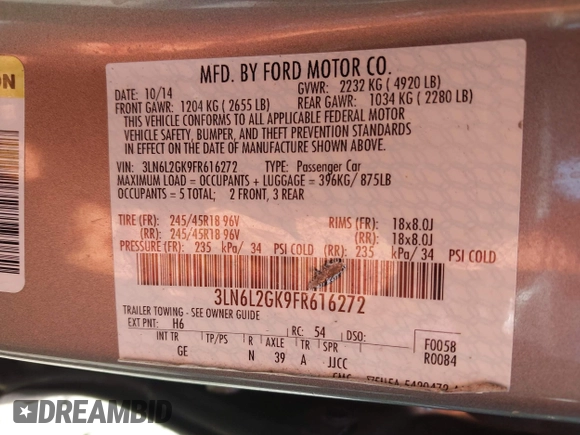 ON
MFD. BY FORD MOTOR CO.
DATE: 10/14 GVWR: 2232 KG ( 4920 LB)
FRONT GAWR: 1204 KG ( 2655 LB) REAR GAWR: 1034 KG ( 2280 LB)
THIS VEHICLE CONFORMS TO ALL APPLICABLE FEDERAL MOTOR
VEHICLE SAFETY, BUMPER, AND THEFT PREVENTION STANDARDS
IN EFFECT ON THE DATE OF MANUFACTURE SHOWN ABOVE.
VIN: 3LN6L2GK9FR616272 TYPE: Passenger Car
MAXIMUM LOAD = OCCUPANTS + LUGGAGE = 396KG/ 875LB
OCCUPANTS = 5 TOTAL; 2 FRONT, 3 REAR
TIRE (FR): 245/45R18 96V RIMS (FR): 18x8.0J
(RR): 245/45R18 96V (RR): 18x8.0J
PRESSURE (FR): 235 kPa/ 34 PSI COLD (RR): 235 kPa/ 34 PSI COLD
3LN6L2GK9FR616272
TRAILER TOWING - SEE OWNER GUIDE
EXT PNT: H6 RC: 54 DSO: F0058
INT TR TP/PS R AXLE TR SPR R0084
GE N 39 A JJCC
DREAMBID